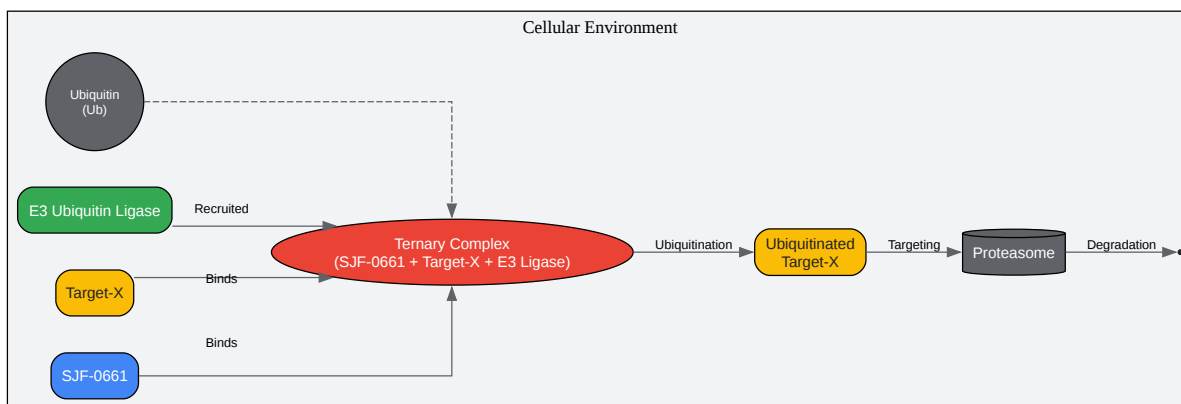 Cellular Environment
Ubiquitin
(Ub)
E3 Ubiquitin Ligase
Recruited
Target-X
Binds
SJF-0661
Binds
Ternary Complex
(SJF-0661 + Target-X + E3 Ligase)
Ubiquitination
Ubiquitinated
Target-X
Targeting
Proteasome
Degradation